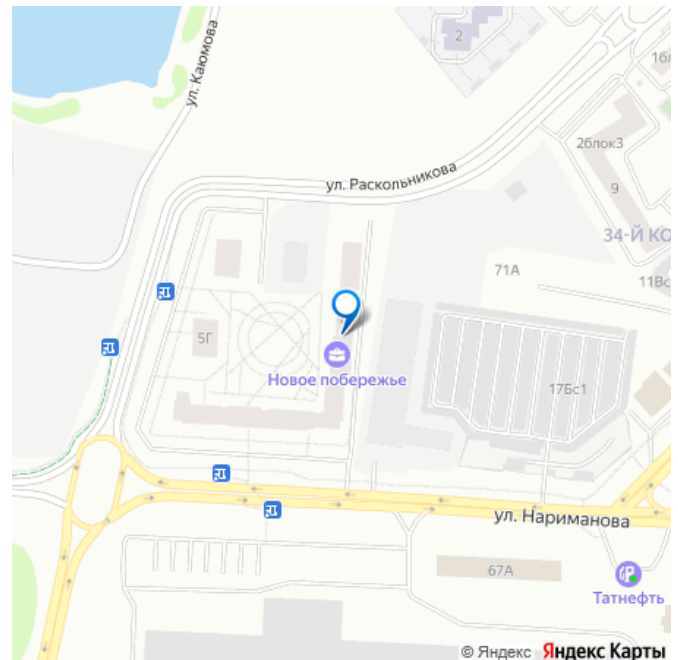 2
ул. Каюмова
16
2блок3
ул. Раскольникова
9
34-Й КО
71А
11Вс
5Г
Новое побережье
17Бс1
ул. Нариманова
67А
Татнефть
© Яндекс Яндекс Карты